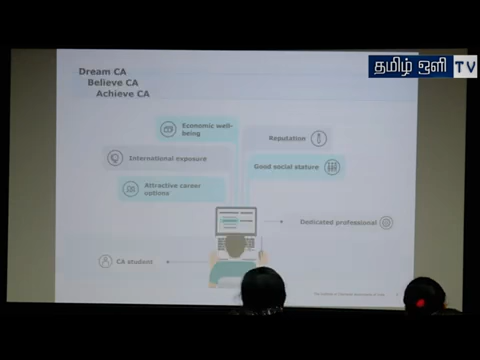 தமிழ் ஒளி TV
Dream CA
Believe CA
Achieve CA
Economic well-
being
Reputation
International exposure
Good social stature
Attractive career
options
Dedicated professional
CA student